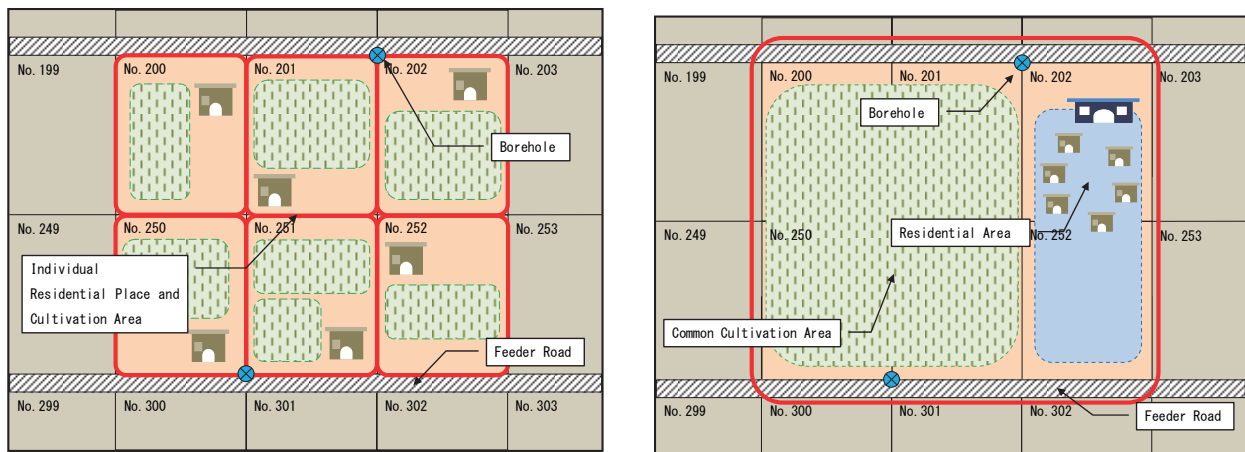 No. 199
No. 200
No. 201
No. 202
No. 203
Borehole
No. 249
No. 250
No. 251
No. 252
No. 253
Individual
Residential Place and
Cultivation Area
Feeder Road
No. 299
No. 300
No. 301
No. 302
No. 303
No. 199
No. 200
No. 201
No. 202
No. 203
Borehole
No. 249
No. 250
Residential Area
No. 252
No. 253
Common Cultivation Area
No. 299
No. 300
No. 301
No. 302
Feeder Road